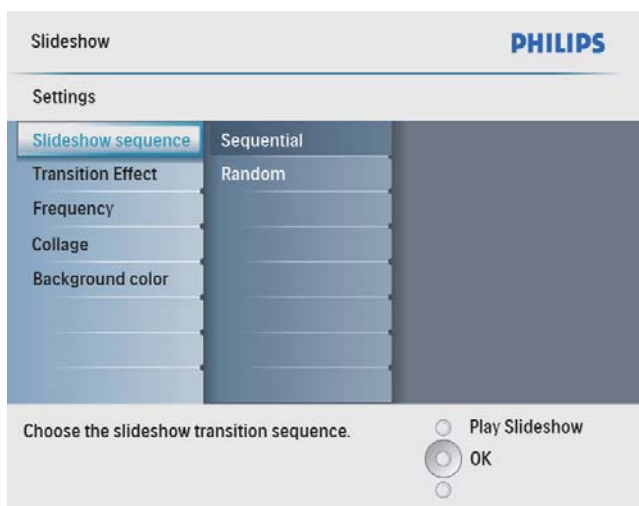 Slideshow
PHILIPS
Settings
Slideshow sequence
Sequential
Transition Effect
Random
Frequency
Collage
Background color
Choose the slideshow transition sequence.
Play Slideshow
OK